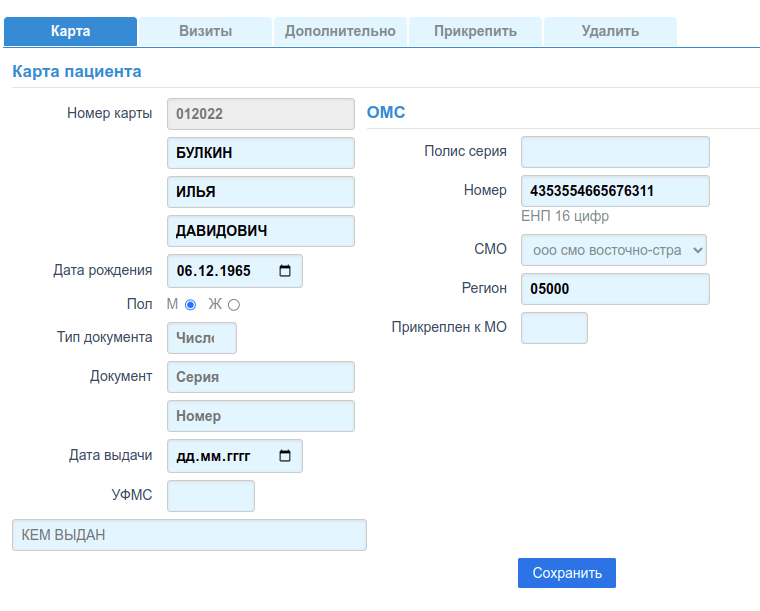 Карта Визиты Дополнительно Прикрепить Удалить
Карта пациента
Номер карты 012022
БУЛКИН
ИЛЬЯ
ДАВИДОВИЧ
Дата рождения 06.12.1965
Пол М Ж
Тип документа Число
Документ Серия
Номер
Дата выдачи дд.мм.гггг
УФМС
КЕМ ВЫДАН
ОМС
Полис серия
Номер 4353554665676311
ЕНП 16 цифр
СМО ооо смо восточно-стра
Регион 05000
Прикреплен к МО
Сохранить